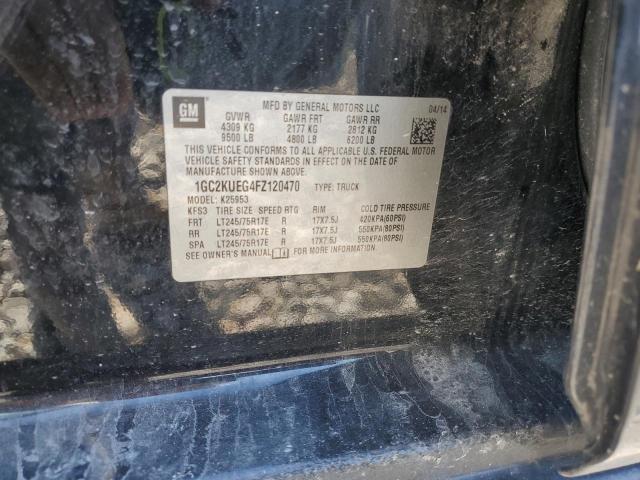 GM
MFD BY GENERAL MOTORS LLC 04/14
GVWR GAWR FRT GAWR RR
4309 KG 2177 KG 2812 KG
9500 LB 4800 LB 6200 LB
THIS VEHICLE CONFORMS TO ALL APPLICABLE U.S. FEDERAL MOTOR
VEHICLE SAFETY STANDARDS IN EFFECT ON THE DATE OF
MANUFACTURE SHOWN ABOVE.
1GC2KUEG4FZ120470 TYPE: TRUCK
MODEL: K25953
KFS3 TIRE SIZE SPEED RTG RIM COLD TIRE PRESSURE
FRT LT245/75R17E R 17X7.5J 420KPA(60PSI)
RR LT245/75R17E R 17X7.5J 550KPA(80PSI)
SPA LT245/75R17E R 17X7.5J 550KPA(80PSI)
SEE OWNER'S MANUAL FOR MORE INFORMATION.